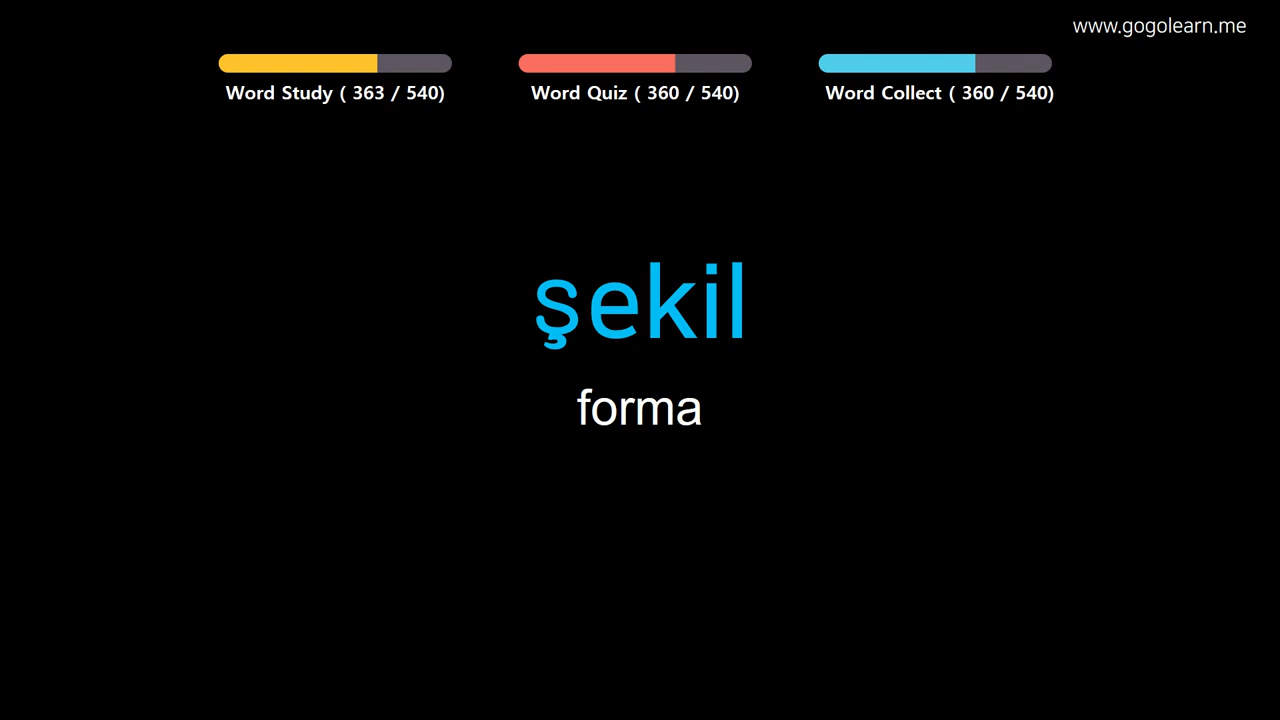 www.gogolearn.me
Word Study ( 363 / 540)
Word Quiz ( 360 / 540)
Word Collect ( 360 / 540)
şekil
forma